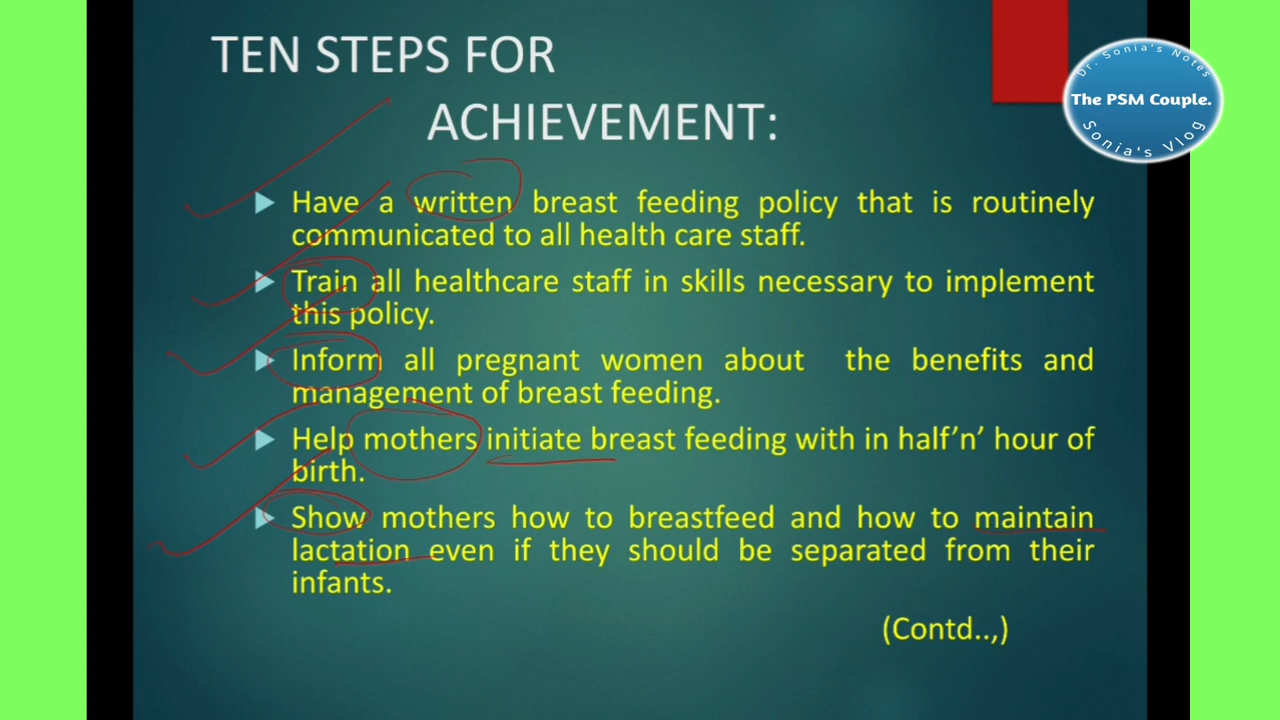 TEN STEPS FOR
ACHIEVEMENT:
Dr. Sonia's Notes
The PSM Couple.
Sonia's Vlog
Have a written breast feeding policy that is routinely
communicated to all health care staff.
Train all healthcare staff in skills necessary to implement
this policy.
Inform all pregnant women about the benefits and
management of breast feeding.
Help mothers initiate breast feeding with in half'n' hour of
birth.
Show mothers how to breastfeed and how to maintain
lactation even if they should be separated from their
infants.
(Contd..,)